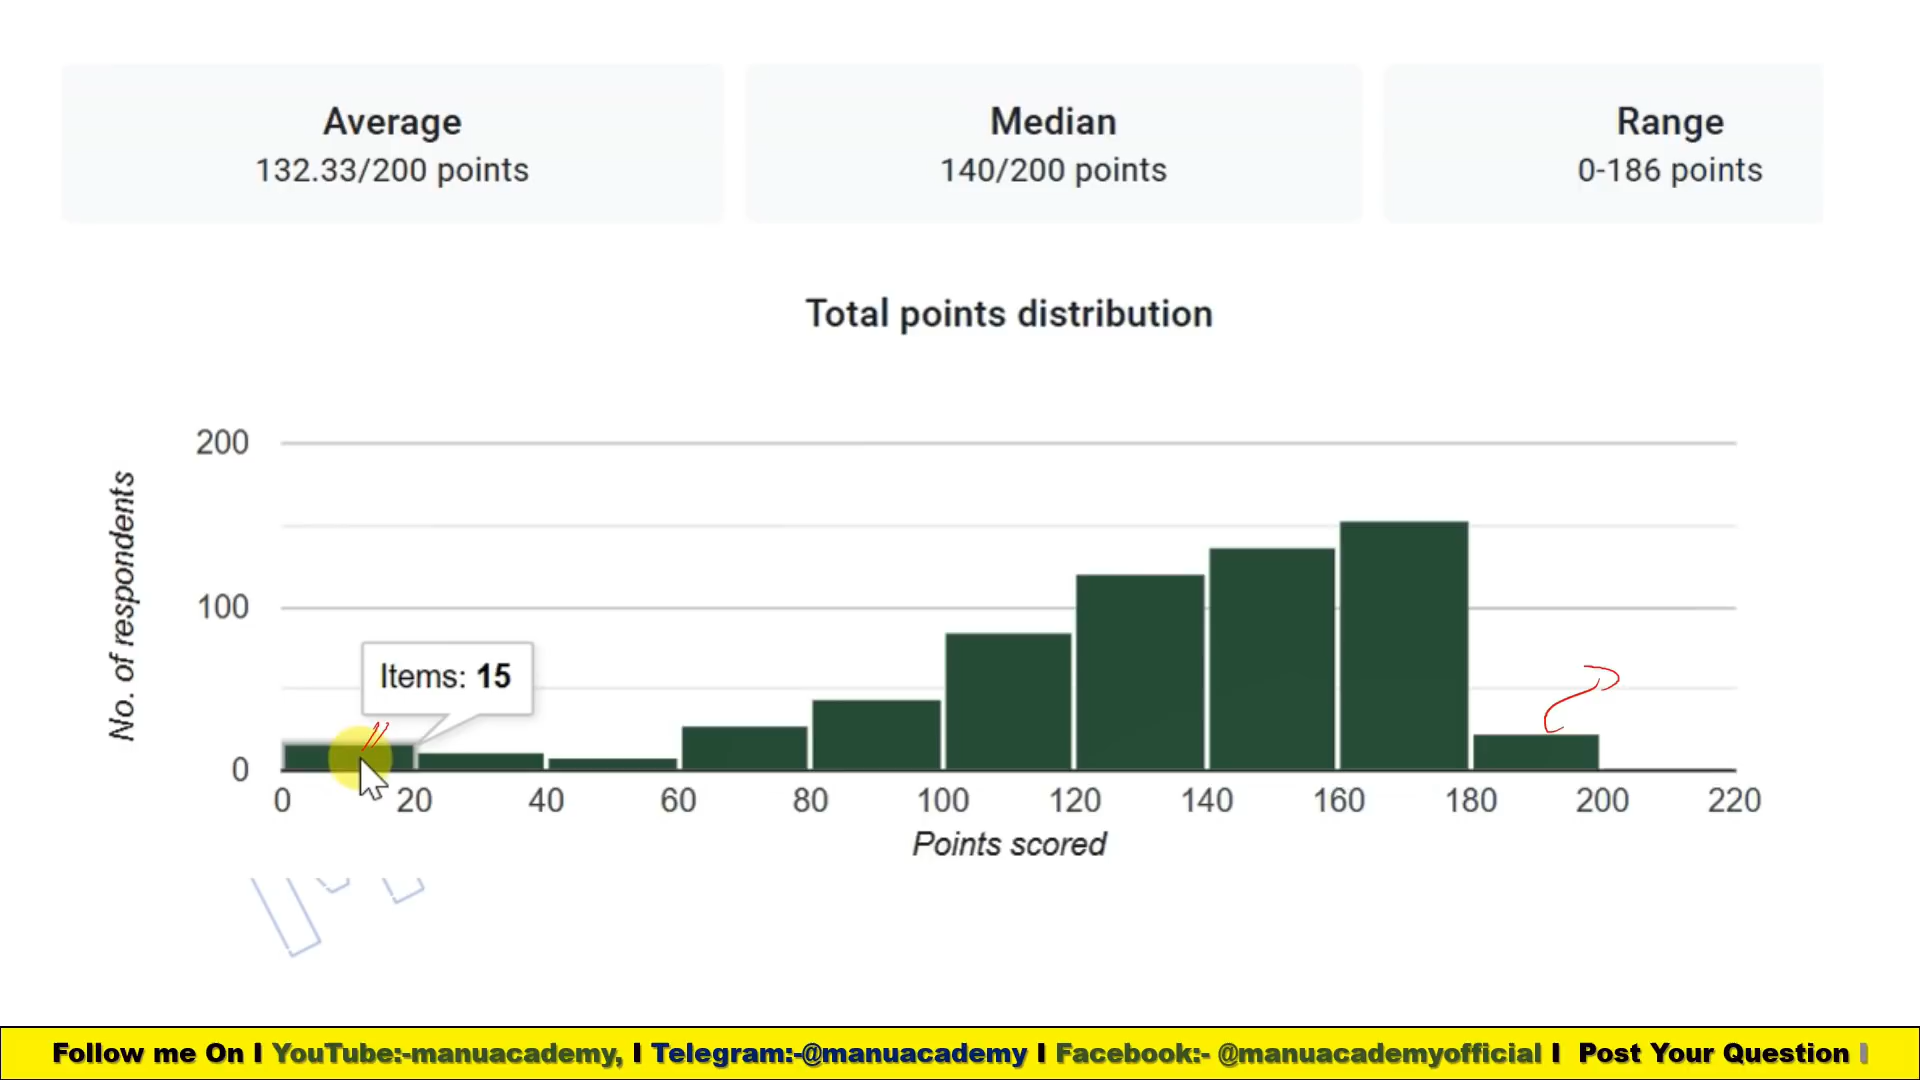 Average
132.33/200 points
Median
140/200 points
Range
0-186 points
Total points distribution
No. of respondents
200
100
0
Items: 15
0 20 40 60 80 100 120 140 160 180 200 220
Points scored
Follow me On I YouTube:-manuacademy, I Telegram:-@manuacademy I Facebook:- @manuacademyofficial I Post Your Question I